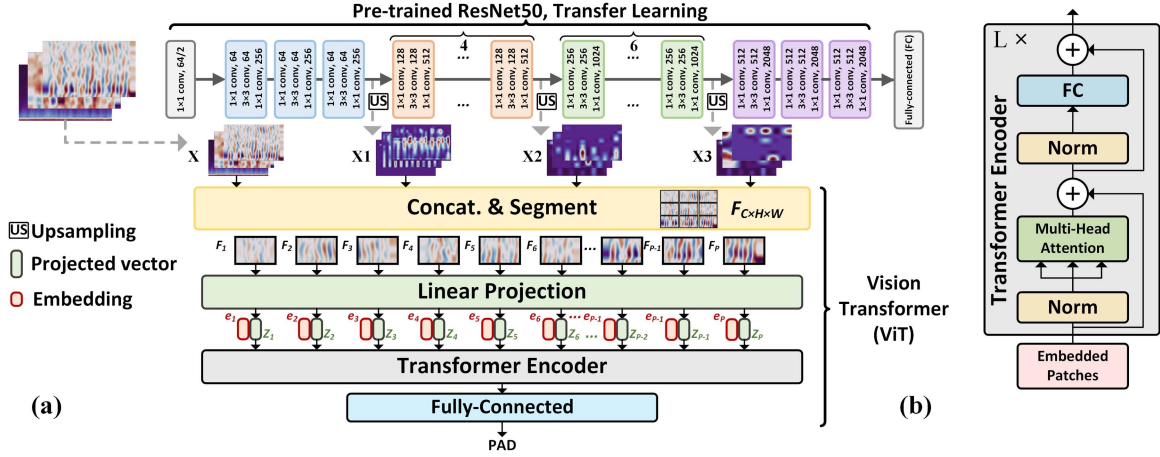 Pre-trained ResNet50, Transfer Learning
4
...
6
...
1×1 conv, 64/2
1×1 conv, 64
3×3 conv, 64
1×1 conv, 256
1×1 conv, 64
3×3 conv, 64
1×1 conv, 256
1×1 conv, 64
3×3 conv, 64
1×1 conv, 256
US
1×1 conv, 128
3×3 conv, 128
1×1 conv, 512
...
1×1 conv, 128
3×3 conv, 128
1×1 conv, 512
US
1×1 conv, 256
3×3 conv, 256
1×1 conv, 1024
...
1×1 conv, 256
3×3 conv, 256
1×1 conv, 1024
US
1×1 conv, 512
3×3 conv, 512
1×1 conv, 2048
1×1 conv, 512
3×3 conv, 512
1×1 conv, 2048
1×1 conv, 512
3×3 conv, 512
1×1 conv, 2048
Fully-connected (FC)
X X1 X2 X3
Concat. & Segment F C×H×W
F1 F2 F3 F4 F5 F6 ... FP-1 FP
Linear Projection
e1 e2 e3 e4 e5 e6 ... eP-1 eP-1 eP
Z1 Z2 Z3 Z4 Z5 Z6 ... ZP-2 ZP-1 ZP
Transformer Encoder
Fully-Connected
PAD
US Upsampling
Projected vector
Embedding
(a)
Vision
Transformer
(ViT)
(b)
L ×
Transformer Encoder
+
FC
Norm
+
Multi-Head
Attention
Norm
Embedded
Patches